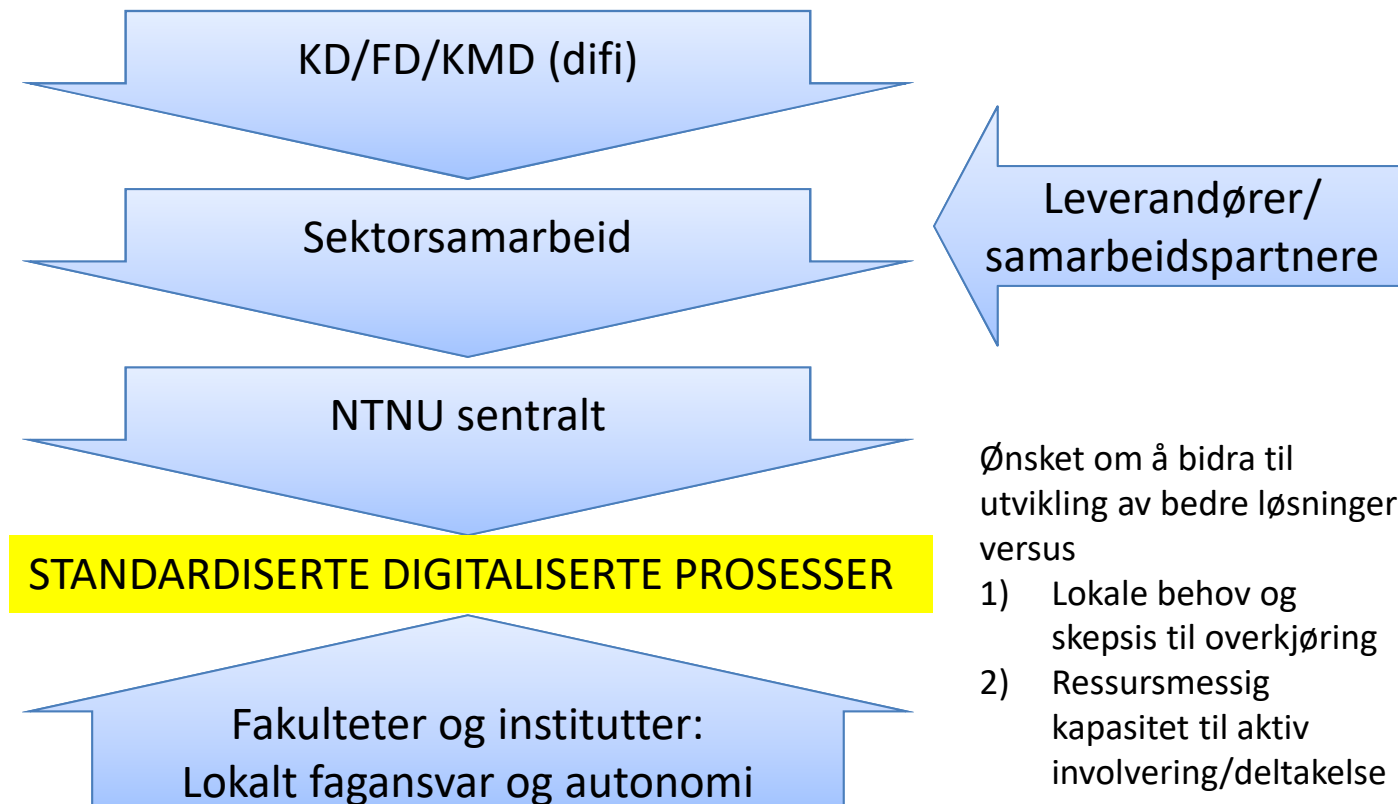 KD/FD/KMD (difi)
Sektorsamarbeid
Leverandører/
samarbeidspartnere
NTNU sentralt
STANDARDISERTE DIGITALISERTE PROSESSER
Fakulteter og institutter:
Lokalt fagansvar og autonomi
Ønsket om å bidra til
utvikling av bedre løsninger
versus
1) Lokale behov og
skepsis til overkjøring
2) Ressursmessig
kapasitet til aktiv
involvering/deltakelse